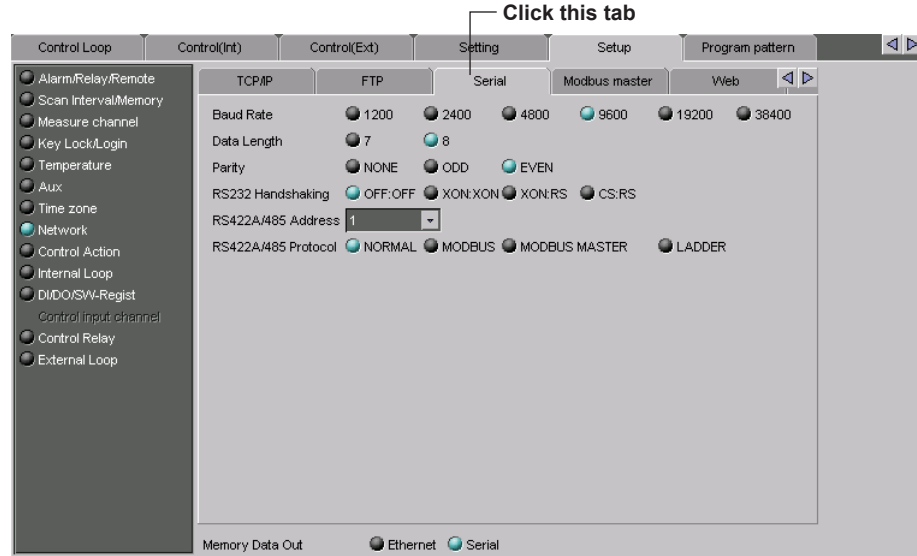 Click this tab
Control Loop Control(Int) Control(Ext) Setting Setup Program pattern
Alarm/Relay/Remote
Scan Interval/Memory
Measure channel
Key Lock/Login
Temperature
Aux
Time zone
Network
Control Action
Internal Loop
DI/DO/SW-Regist
Control input channel
Control Relay
External Loop
TCP/IP FTP Serial Modbus master Web
Baud Rate 1200 2400 4800 9600 19200 38400
Data Length 7 8
Parity NONE ODD EVEN
RS232 Handshaking OFF:OFF XON:XON XON:RS CS:RS
RS422A/485 Address 1
RS422A/485 Protocol NORMAL MODBUS MODBUS MASTER LADDER
Memory Data Out Ethernet Serial